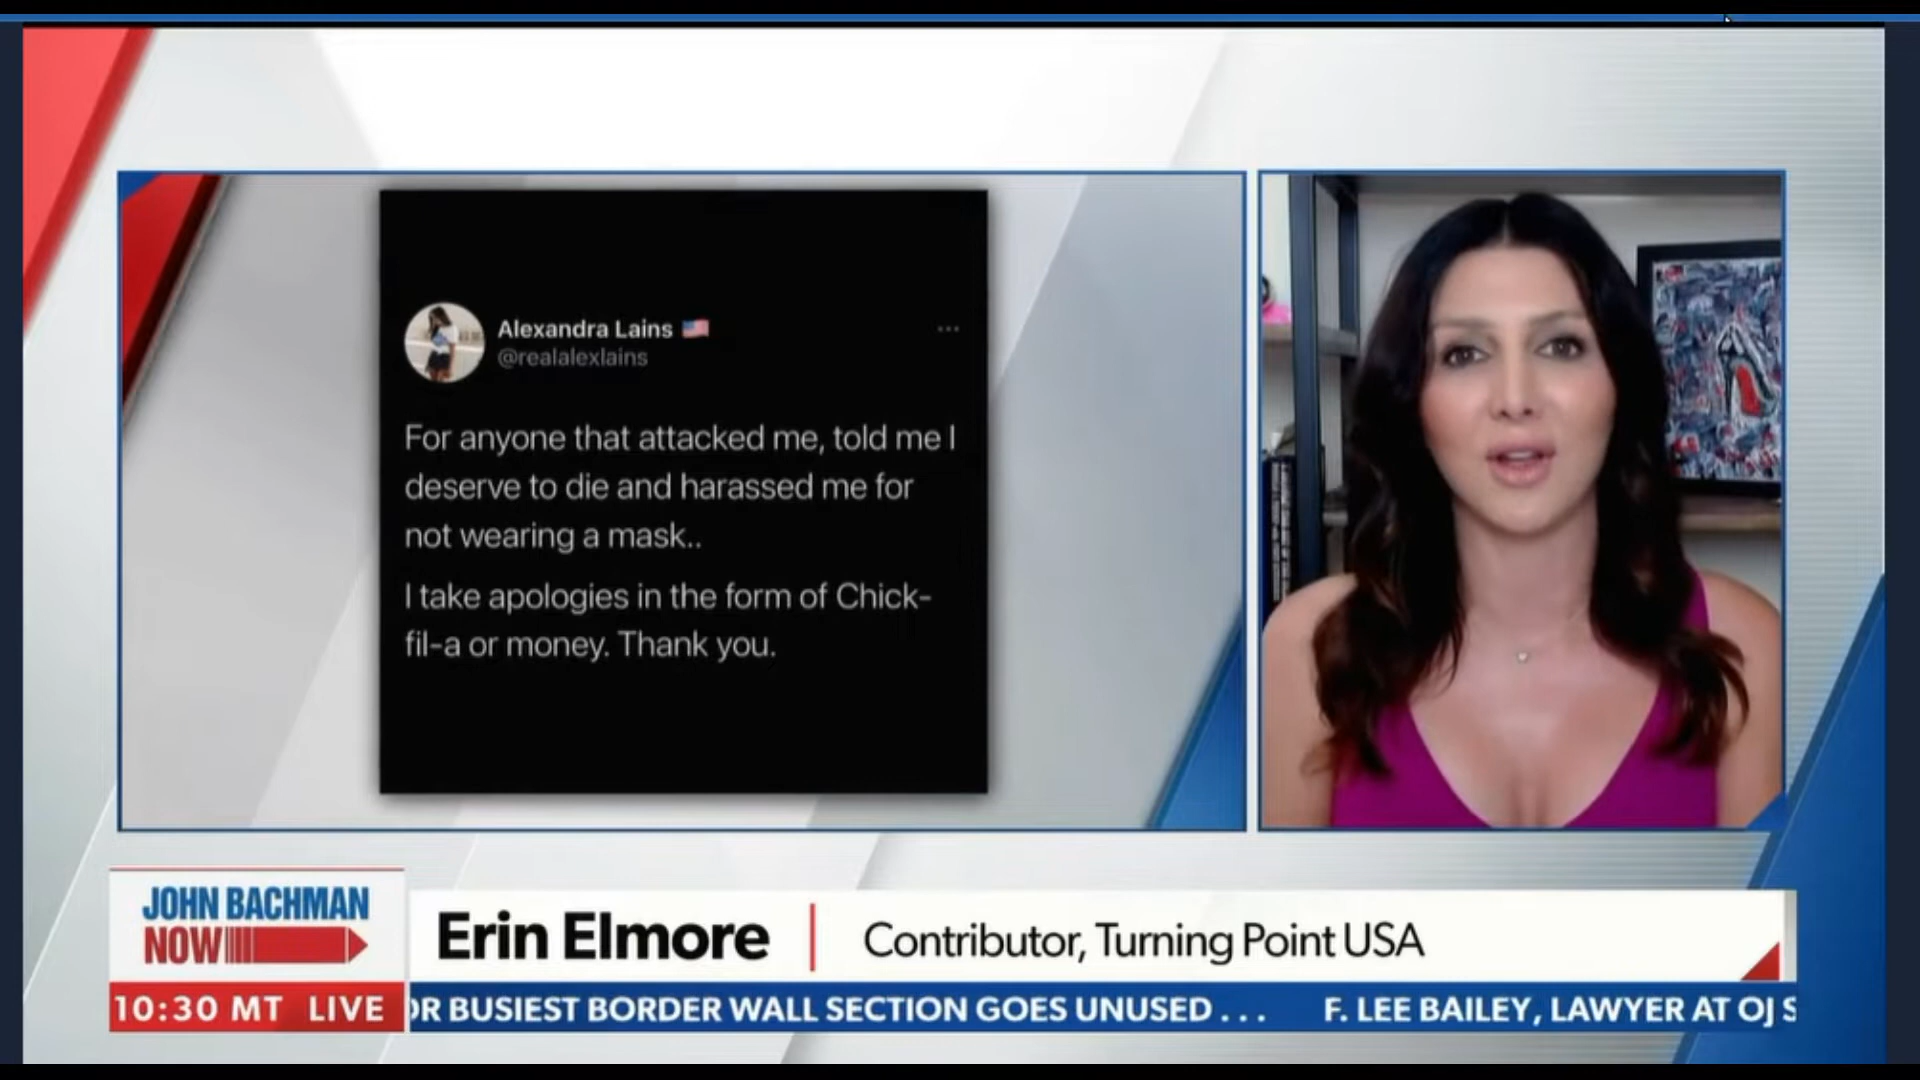 Alexandra Lains 🇺🇸
@realalexlains
...
For anyone that attacked me, told me I
deserve to die and harassed me for
not wearing a mask..
I take apologies in the form of Chick-
fil-a or money. Thank you.
JOHN BACHMAN
NOW
Erin Elmore
Contributor, Turning Point USA
10:30 MT LIVE
OR BUSIEST BORDER WALL SECTION GOES UNUSED . . . F. LEE BAILEY, LAWYER AT OJ S